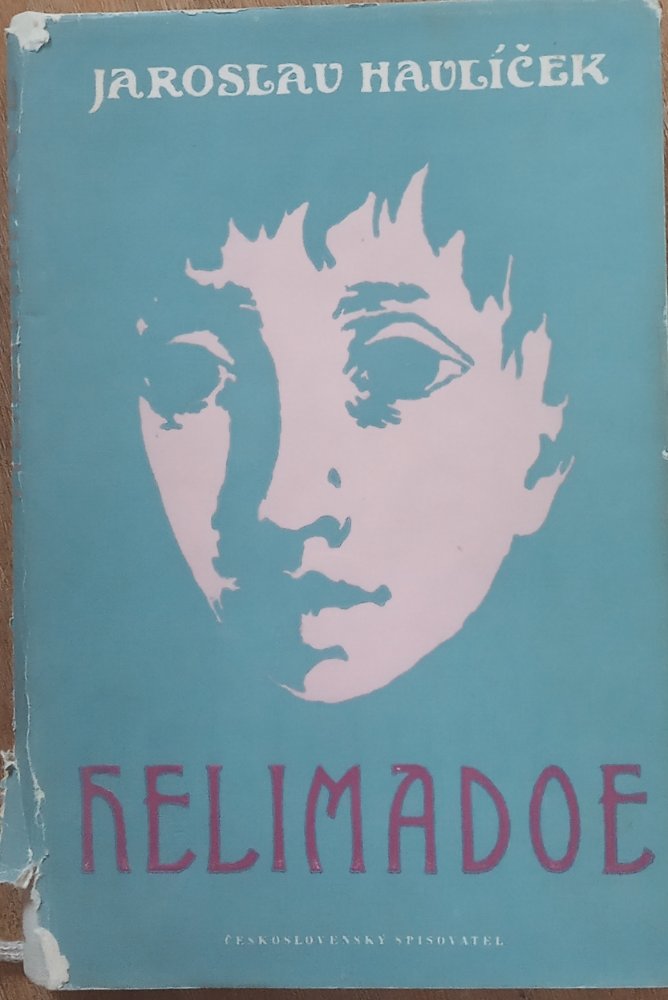 JAROSLAV HAVLÍČEK
HELIMADOE
ČESKOSLOVENSKÝ SPISOVATEL